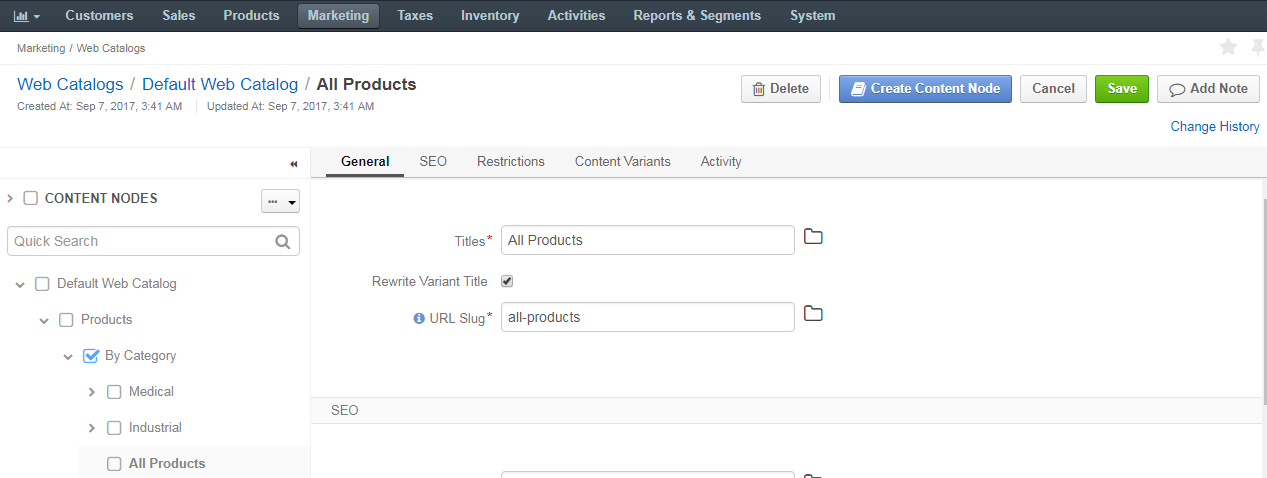 Customers Sales Products Marketing Taxes Inventory Activities Reports & Segments System
Marketing / Web Catalogs
Web Catalogs / Default Web Catalog / All Products
Created At: Sep 7, 2017, 3:41 AM Updated At: Sep 7, 2017, 3:41 AM
Delete Create Content Node Cancel Save Add Note
Change History
General SEO Restrictions Content Variants Activity
CONTENT NODES
Quick Search
Default Web Catalog
Products
By Category
Medical
Industrial
All Products
Titles* All Products
Rewrite Variant Title
URL Slug* all-products
SEO